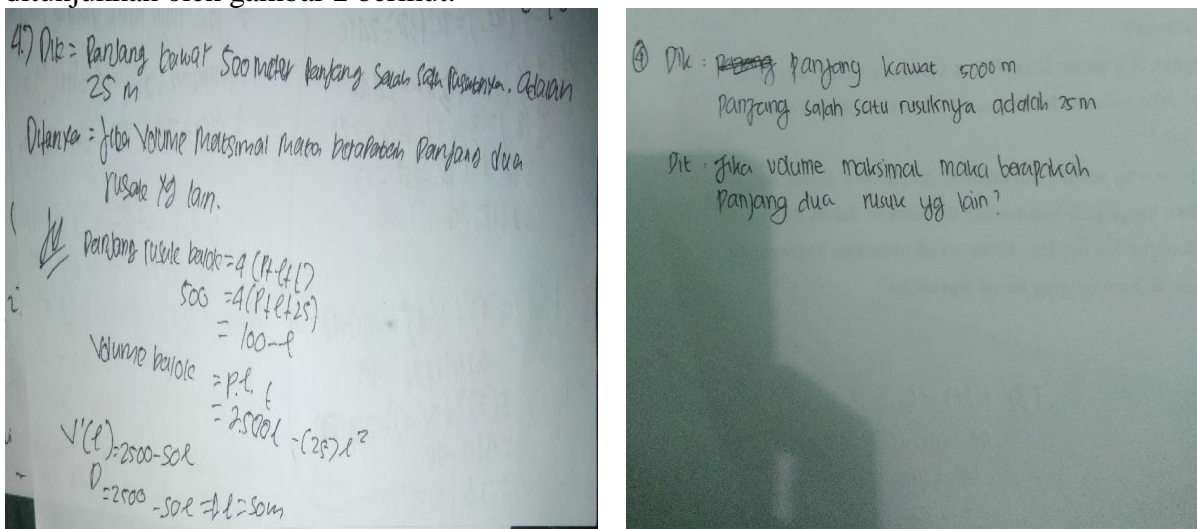 ditunjukkan oleh gambar 2 berikut.
4.) Dik = Panjang kawat 500 meter panjang salah satu rusuknya. adalah
25 M
Ditanya = Jika Volume Maksimal Maka berapakah Panjang dua
rusuk yg lain.
Panjang rusuk balok = 4 (P+l+t)
500 = 4(P+l+25)
= 100-l
Volume balok = p.l.t
= 2500l - (25)l²
V'(l) = 2500-50l
0 = 2500 - 50l ⇒ l = 50m
④ Dik : panjang kawat 5000 m
panjang salah satu rusuknya adalah 25 m
Dit : Jika volume maksimal maka berapakah
Panjang dua rusuk yg lain?